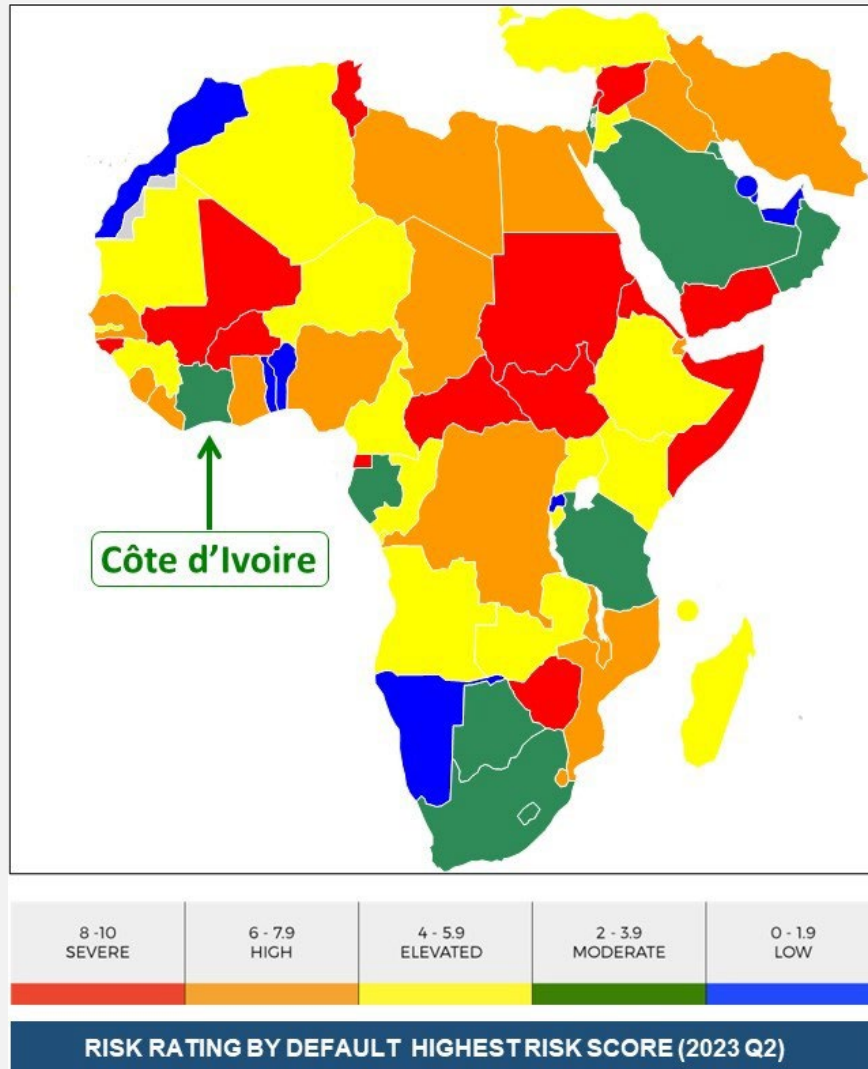 Côte d’Ivoire
8 -10
SEVERE
6 - 7.9
HIGH
4 - 5.9
ELEVATED
2 - 3.9
MODERATE
0 - 1.9
LOW
RISK RATING BY DEFAULT HIGHEST RISK SCORE (2023 Q2)